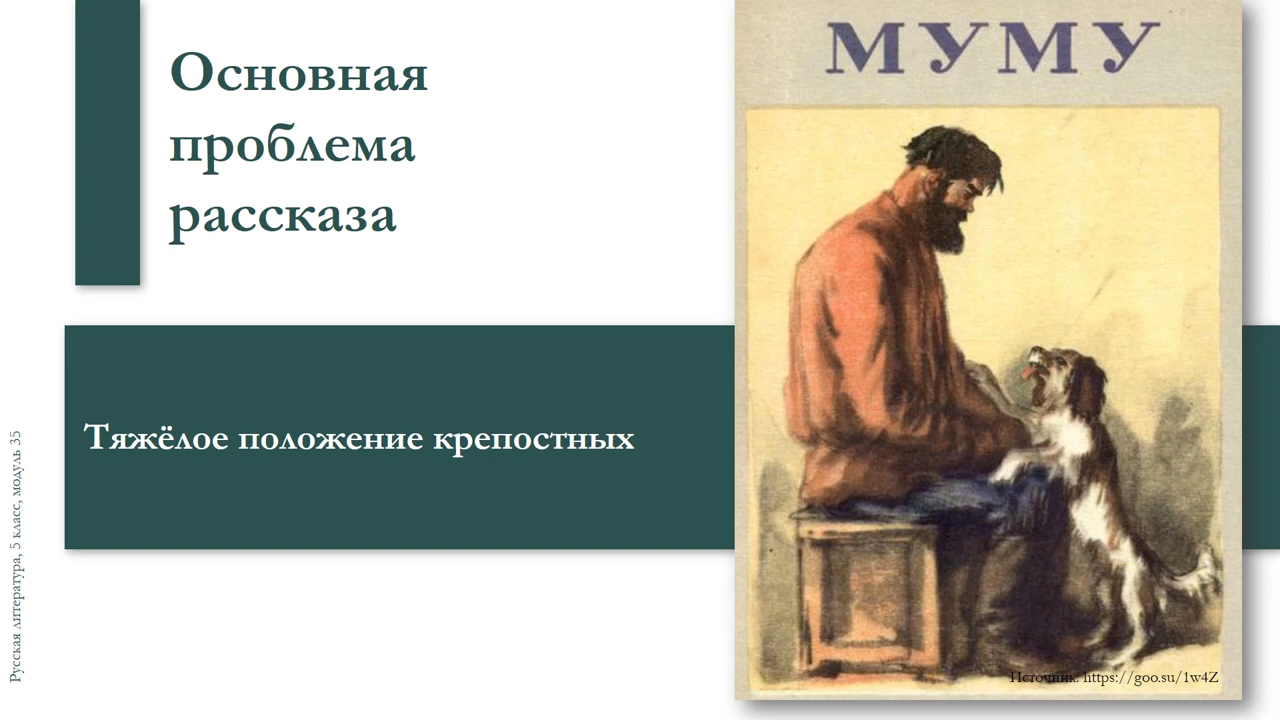 Основная
проблема
рассказа
МУМУ
Тяжёлое положение крепостных
Русская литература, 5 класс, модуль 35
Источник: https://goo.su/1w4Z